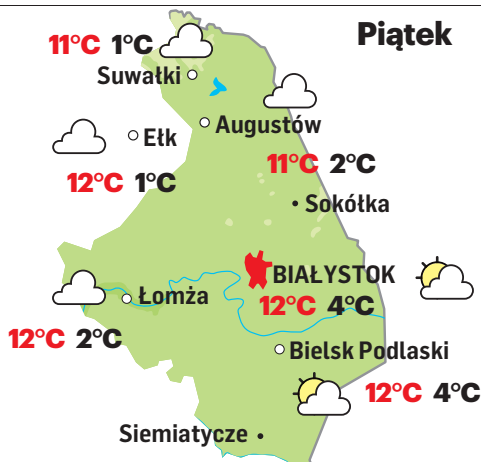 Piątek
11°C 1°C
Suwałki
Augustów
Ełk
11°C 2°C
12°C 1°C
Sokółka
BIAŁYSTOK
12°C 4°C
Łomża
12°C 2°C
Bielsk Podlaski
12°C 4°C
Siemiatycze